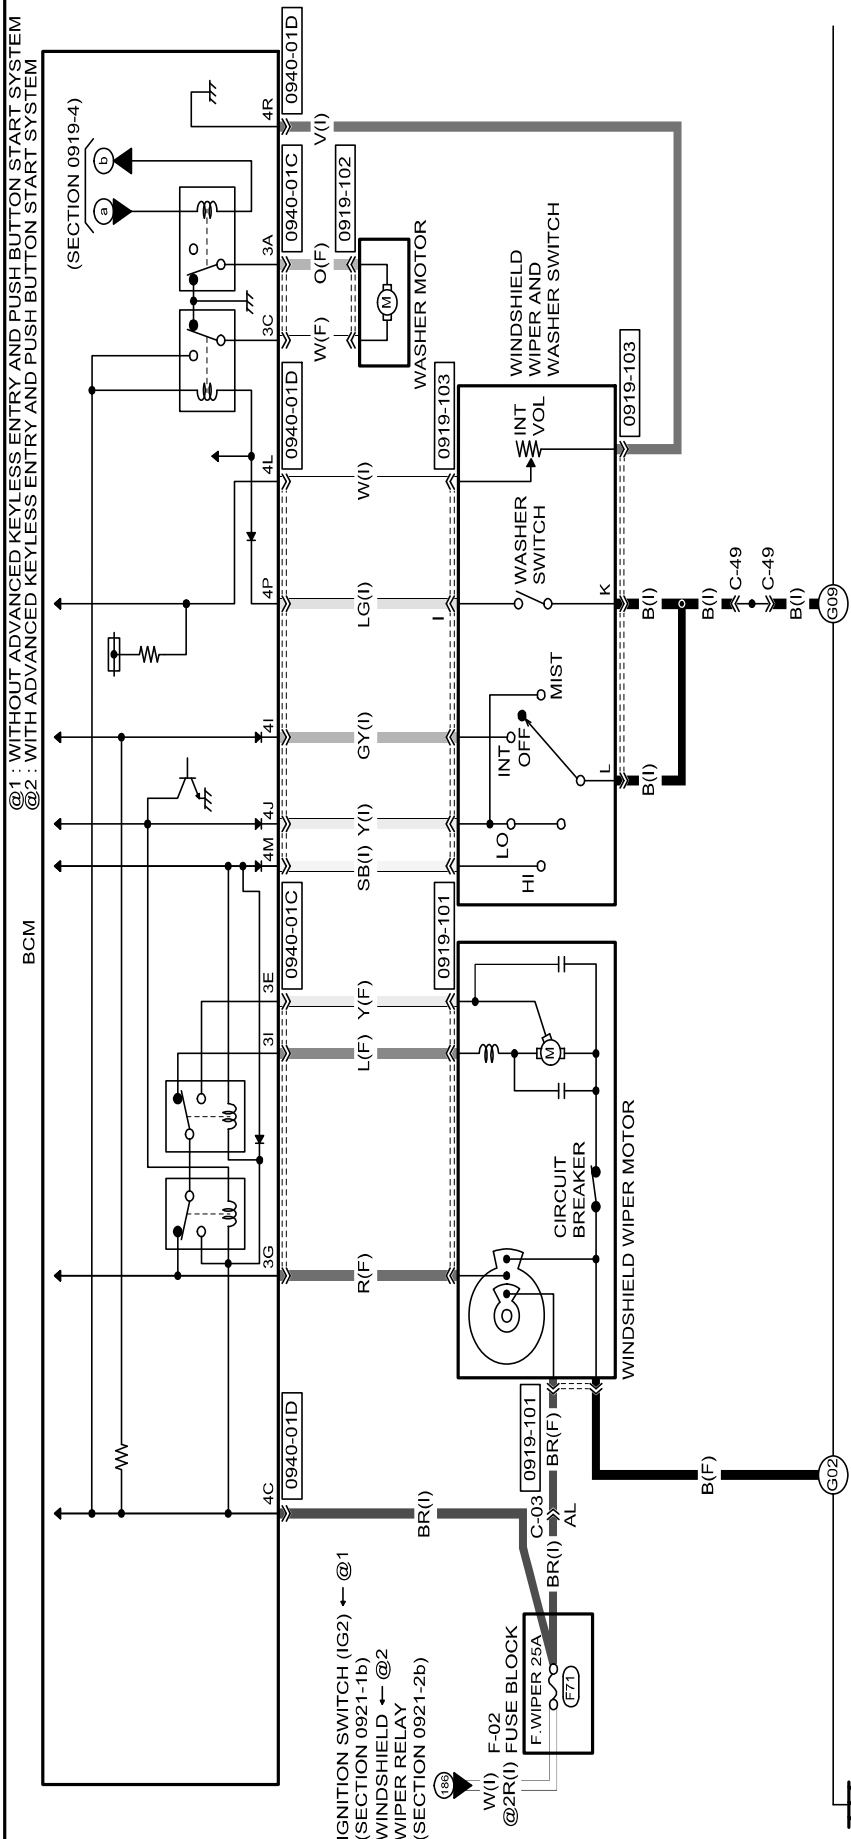 @1 : WITHOUT ADVANCED KEYLESS ENTRY AND PUSH BUTTON START SYSTEM
@2 : WITH ADVANCED KEYLESS ENTRY AND PUSH BUTTON START SYSTEM
BCM
(SECTION 0919-4)
a
b
4C
3G
3I
3E
4M
4J
4I
4P
4L
3C
3A
4R
0940-01D
0940-01C
0940-01D
0940-01C
0940-01D
BR(I)
R(F)
L(F)
Y(F)
SB(I)
Y(I)
GY(I)
LG(I)
W(I)
W(F)
O(F)
V(I)
0919-102
M
WASHER MOTOR
0919-101
0919-103
I
WINDSHIELD
WIPER AND
WASHER SWITCH
HI
LO
INT
OFF
MIST
WASHER
SWITCH
INT
VOL
L
K
0919-103
M
CIRCUIT
BREAKER
WINDSHIELD WIPER MOTOR
IGNITION SWITCH (IG2) ← @1
(SECTION 0921-1b)
WINDSHIELD ← @2
WIPER RELAY
(SECTION 0921-2b)
186
W(I)
@2R(I)
F-02
FUSE BLOCK
F.WIPER 25A
F71
BR(I)
C-03
AL
BR(F)
0919-101
B(F)
G02
B(I)
B(I)
B(I)
C-49
C-49
B(I)
G09